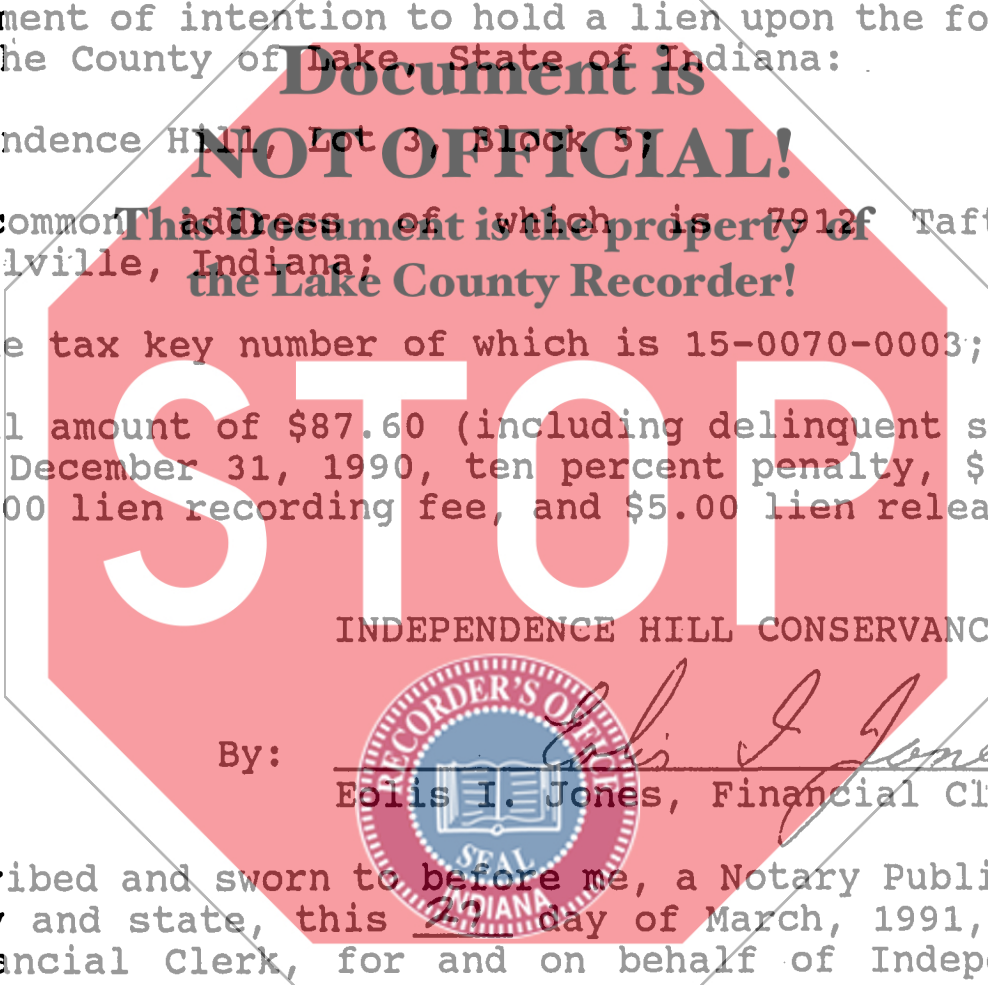 ment of intention to hold a lien upon the fo
he County of Lake, State of Indiana:
Document is
ndence Hill, Lot 3, Block 5;
NOT OFFICIAL!
common address of which is 7912 Taft
This Document is the property of
lville, Indiana;
the Lake County Recorder!
e tax key number of which is 15-0070-0003;
STOP
l amount of $87.60 (including delinquent s
December 31, 1990, ten percent penalty, $
00 lien recording fee, and $5.00 lien relea
INDEPENDENCE HILL CONSERVANC
RECORDER'S OFFICE
By: Eolis I. Jone
Eolis I. Jones, Financial Cl
SEAL
INDIANA
ribed and sworn to before me, a Notary Publi
y and state, this 27 day of March, 1991,
ancial Clerk, for and on behalf of Indepe